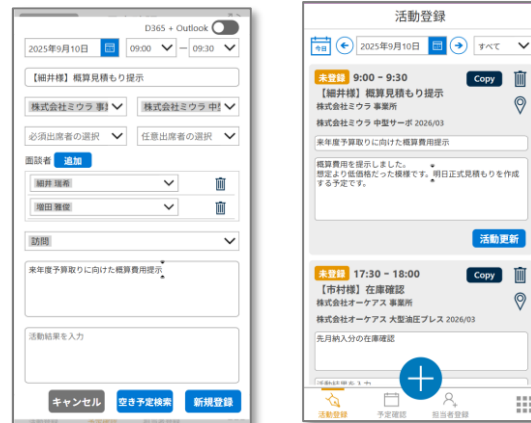 D365 + Outlook
2025年9月10日
09:00 − 09:30
【細井様】概算見積もり提示
株式会社ミウラ 事業
株式会社ミウラ 中型
必須出席者の選択
任意出席者の選択
面談者 追加
細井 瑞希
増田 雅俊
訪問
来年度予算取りに向けた概算費用提示
活動結果を入力
キャンセル
空き予定検索
新規登録
活動登録
今日
2025年9月10日
すべて
未登録 9:00 − 9:30
Copy
【細井様】概算見積もり提示
株式会社ミウラ 事業所
株式会社ミウラ 中型サーボ 2026/03
来年度予算取りに向けた概算費用提示
概算費用を提示しました。
想定より低価格だった模様です。明日正式見積もりを作成
する予定です。
活動更新
未登録 17:30 − 18:00
Copy
【市村様】在庫確認
株式会社オーケアス 事業所
株式会社オーケアス 大型油圧プレス 2026/03
先月納入分の在庫確認
活動結果を入力
活動登録
予定確認
担当者登録